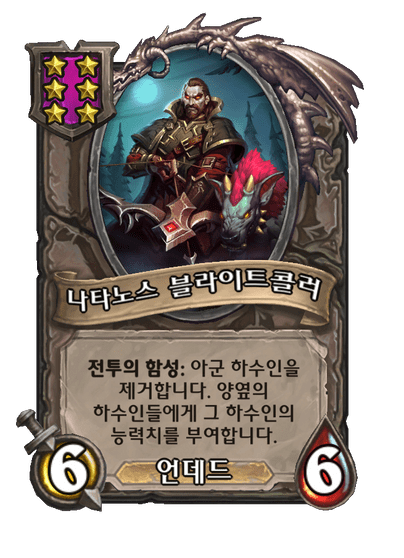 나타노스 블라이트콜러
전투의 함성: 아군 하수인을
제거합니다. 양옆의
하수인들에게 그 하수인의
능력치를 부여합니다.
6
언데드
6